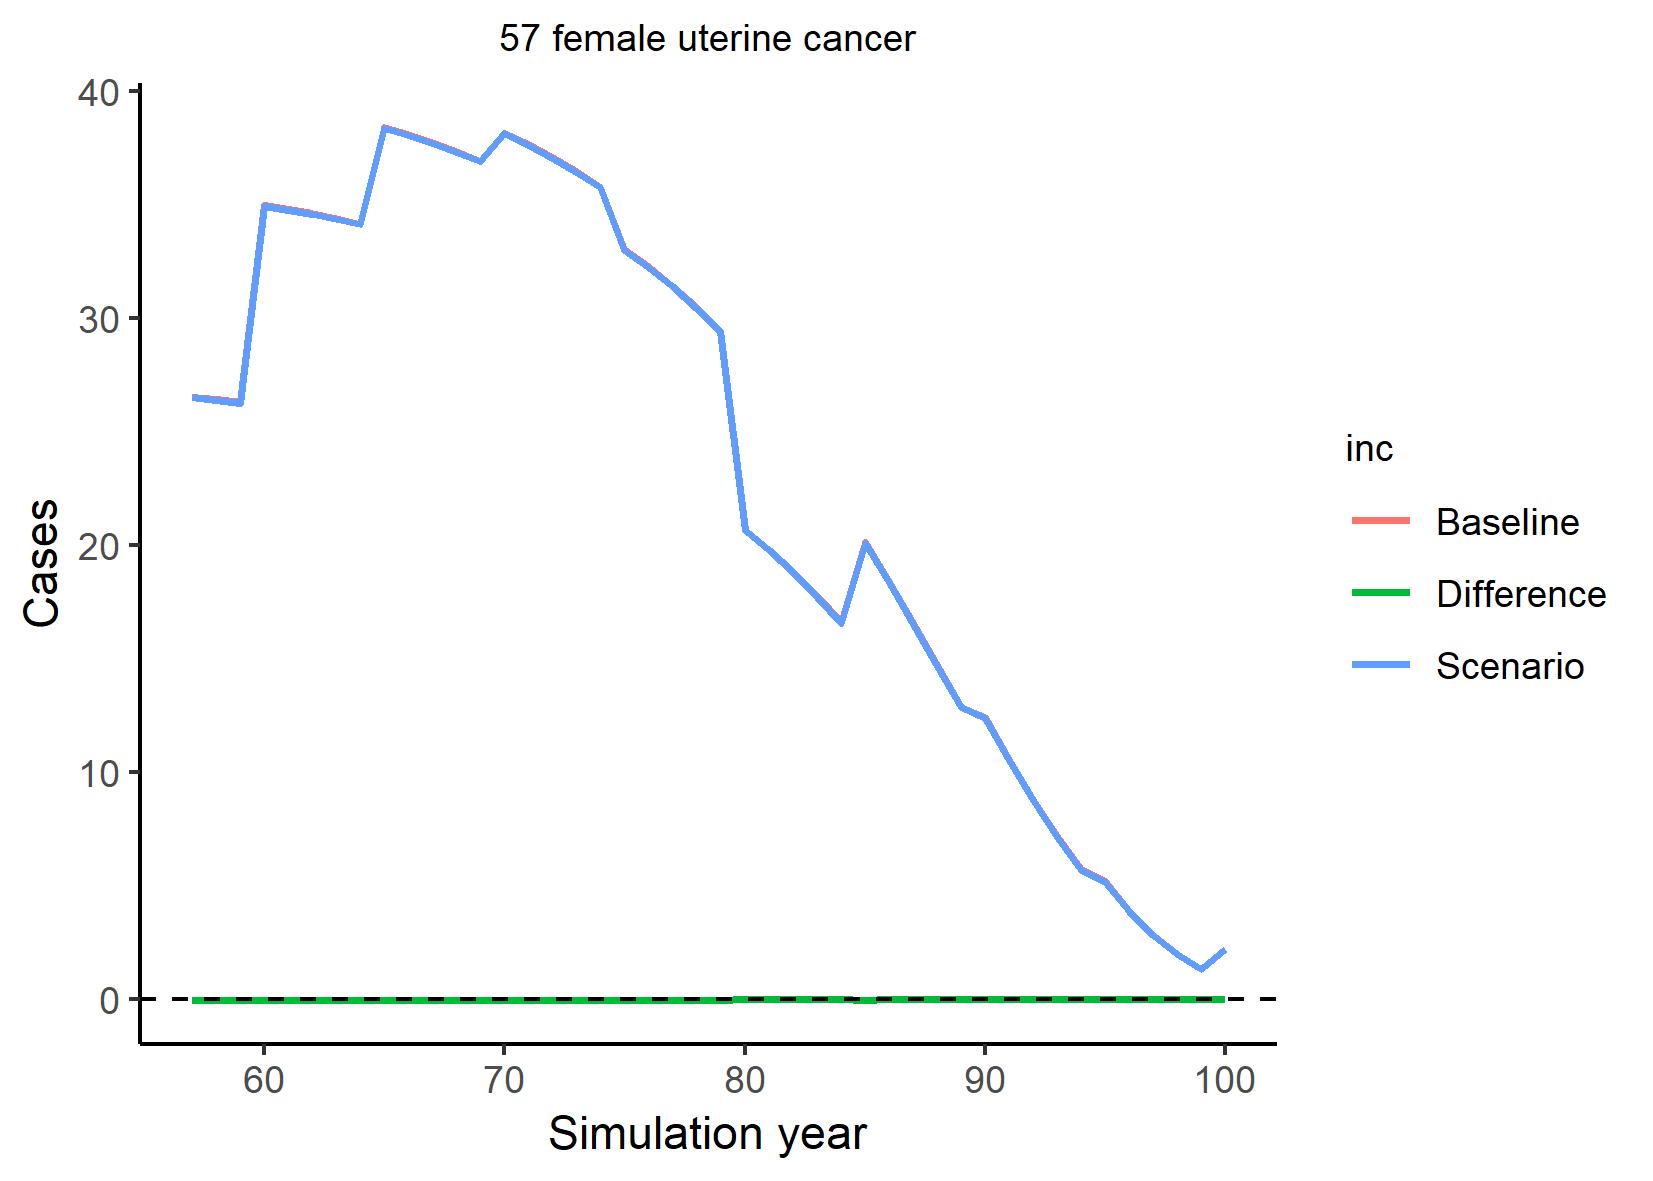 57 female uterine cancer
40
30
20
10
0
Cases
60 70 80 90 100
Simulation year
inc
Baseline
Difference
Scenario